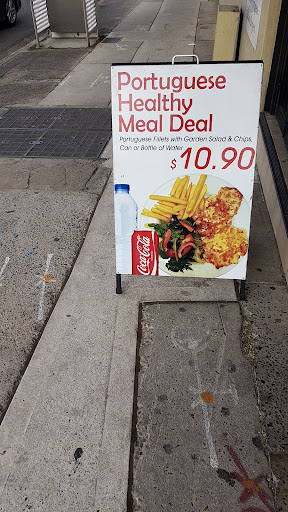 Portuguese
Healthy
Meal Deal
Portuguese Fillets with Garden Salad & Chips,
Can or Bottle of Water
$10.90
Coca-Cola